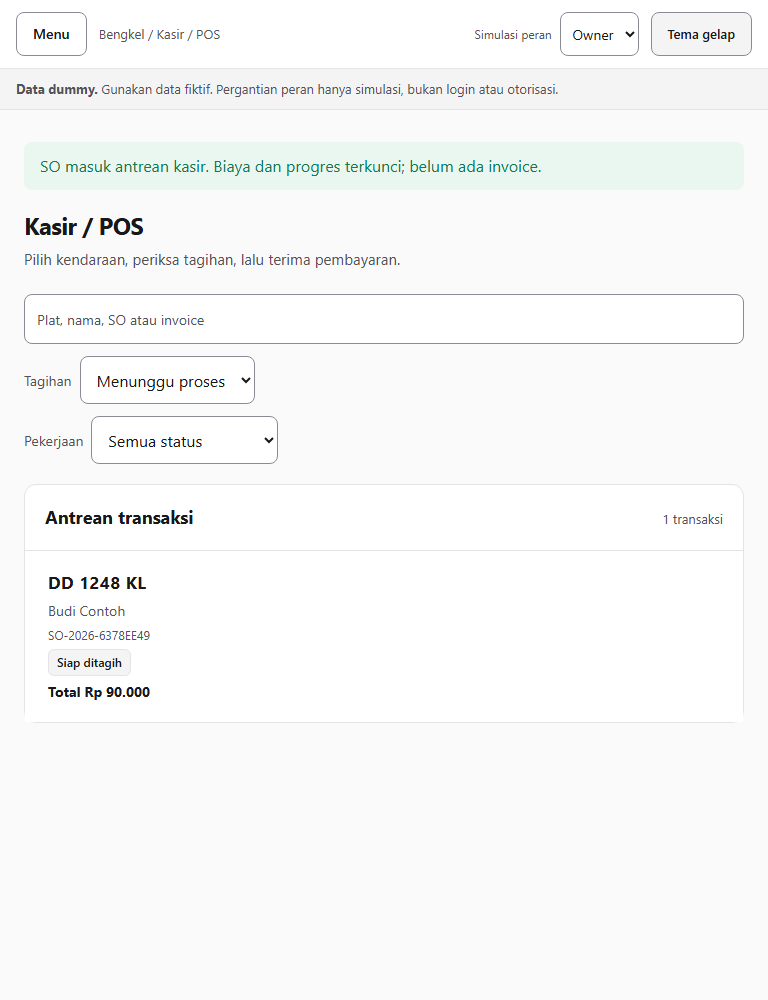 Menu
Bengkel / Kasir / POS
Simulasi peran
Owner
Tema gelap
Data dummy. Gunakan data fiktif. Pergantian peran hanya simulasi, bukan login atau otorisasi.
SO masuk antrean kasir. Biaya dan progres terkunci; belum ada invoice.
Kasir / POS
Pilih kendaraan, periksa tagihan, lalu terima pembayaran.
Plat, nama, SO atau invoice
Tagihan Menunggu proses
Pekerjaan Semua status
Antrean transaksi
1 transaksi
DD 1248 KL
Budi Contoh
SO-2026-6378EE49
Siap ditagih
Total Rp 90.000